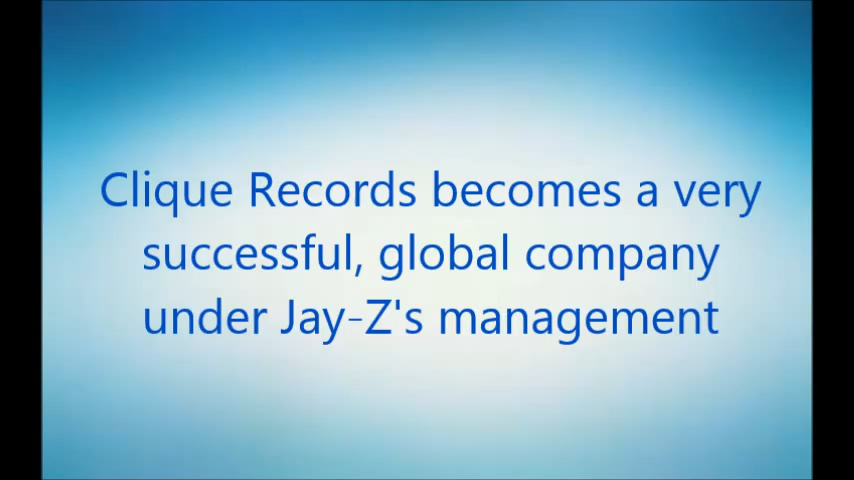 Clique Records becomes a very
successful, global company
under Jay-Z's management